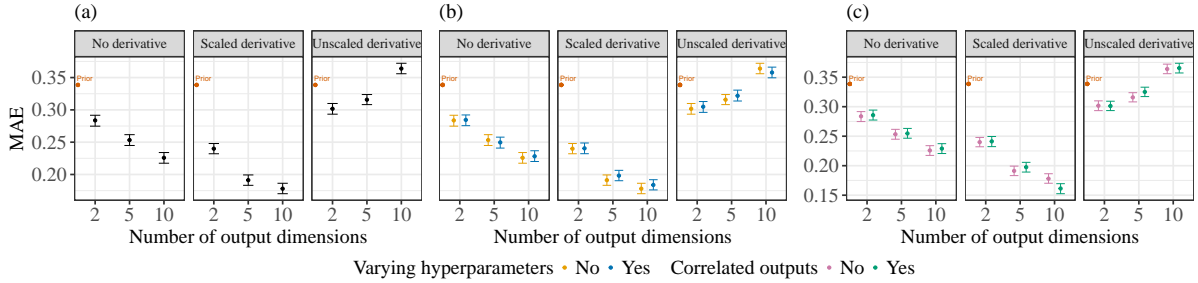 (a) (b) (c)
No derivative Scaled derivative Unscaled derivative No derivative Scaled derivative Unscaled derivative No derivative Scaled derivative Unscaled derivative
MAE
0.35 0.30 0.25 0.20
Prior Prior Prior
Prior Prior Prior
0.35 0.30 0.25 0.20 0.15
Prior Prior Prior
2 5 10 2 5 10 2 5 10 2 5 10 2 5 10 2 5 10 2 5 10 2 5 10 2 5 10
Number of output dimensions Number of output dimensions Number of output dimensions
Varying hyperparameters No Yes Correlated outputs No Yes